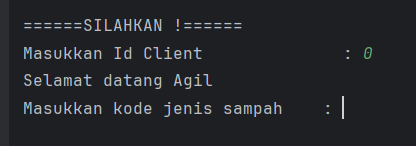 ======SILAHKAN !======
Masukkan Id Client : 0
Selamat datang Agil
Masukkan kode jenis sampah :